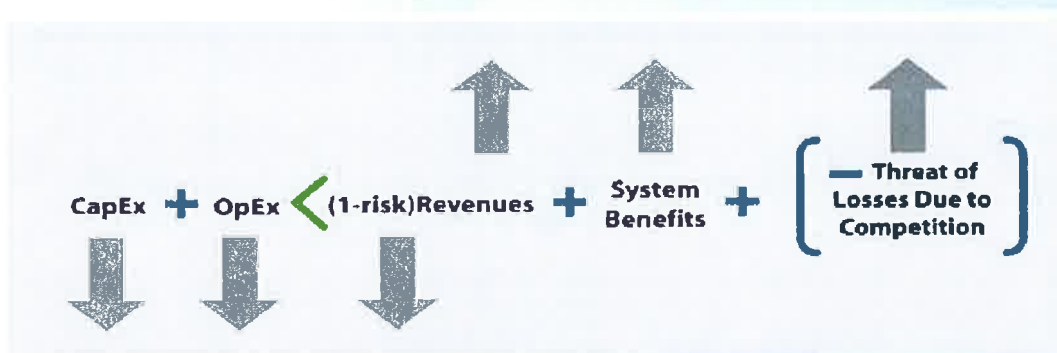 CapEx + OpEx < (1-risk)Revenues + System Benefits + [– Threat of Losses Due to Competition]